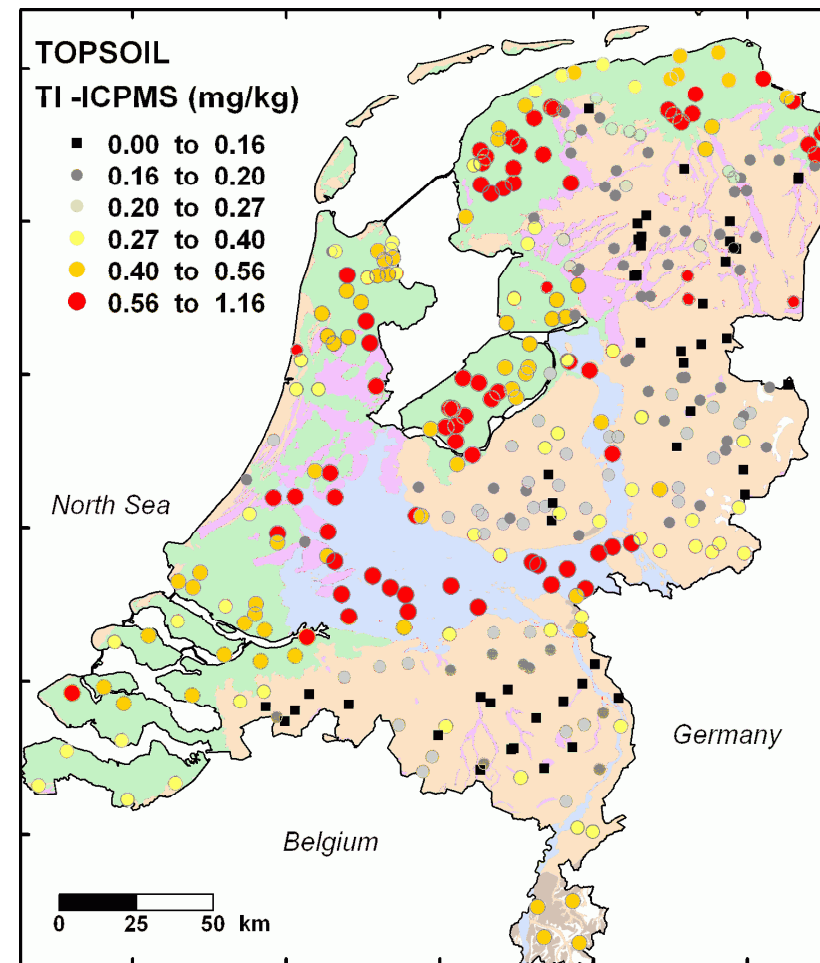 TOPSOIL
TI -ICPMS (mg/kg)
0.00 to 0.16
0.16 to 0.20
0.20 to 0.27
0.27 to 0.40
0.40 to 0.56
0.56 to 1.16
North Sea
Germany
Belgium
0 25 50 km